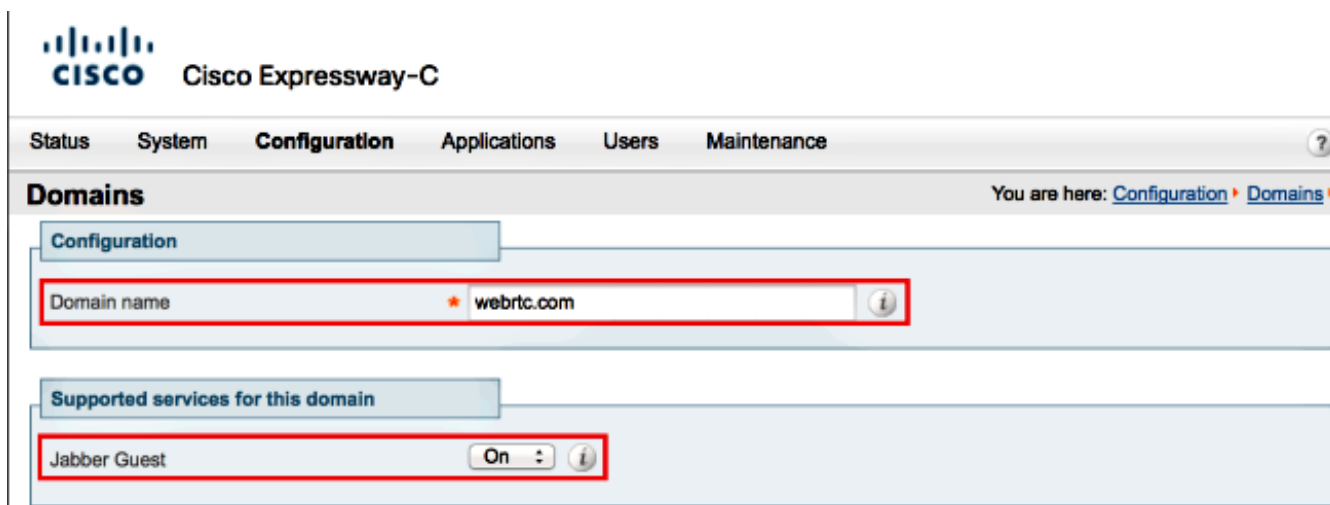 CISCO Cisco Expressway-C
Status System Configuration Applications Users Maintenance ?
Domains You are here: Configuration Domains
Configuration
Domain name * webrtc.com i
Supported services for this domain
Jabber Guest On i